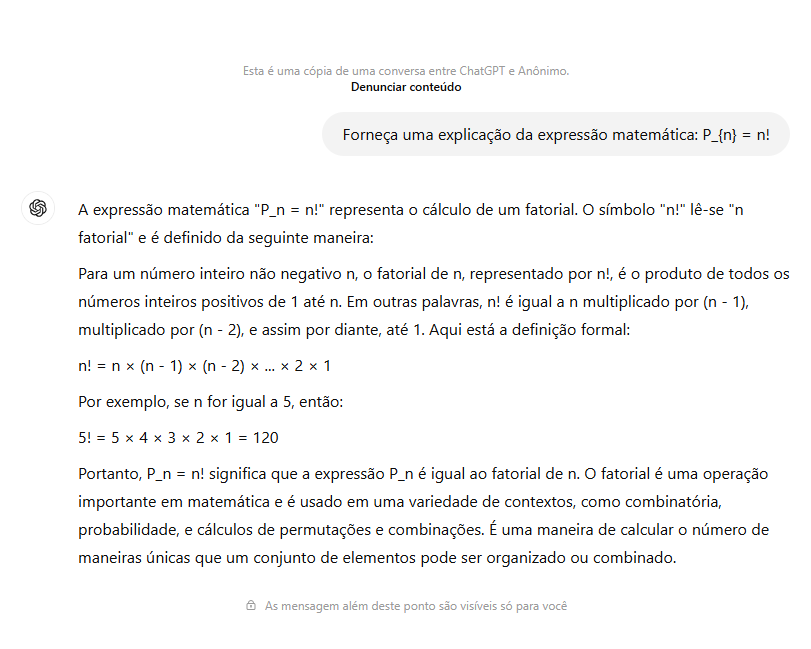 Esta é uma cópia de uma conversa entre ChatGPT e Anônimo.
Denunciar conteúdo
Forneça uma explicação da expressão matemática: P_{n} = n!
A expressão matemática "P_n = n!" representa o cálculo de um fatorial. O símbolo "n!" lê-se "n
fatorial" e é definido da seguinte maneira:
Para um número inteiro não negativo n, o fatorial de n, representado por n!, é o produto de todos os
números inteiros positivos de 1 até n. Em outras palavras, n! é igual a n multiplicado por (n - 1),
multiplicado por (n - 2), e assim por diante, até 1. Aqui está a definição formal:
n! = n × (n - 1) × (n - 2) × ... × 2 × 1
Por exemplo, se n for igual a 5, então:
5! = 5 × 4 × 3 × 2 × 1 = 120
Portanto, P_n = n! significa que a expressão P_n é igual ao fatorial de n. O fatorial é uma operação
importante em matemática e é usado em uma variedade de contextos, como combinatória,
probabilidade, e cálculos de permutações e combinações. É uma maneira de calcular o número de
maneiras únicas que um conjunto de elementos pode ser organizado ou combinado.
As mensagem além deste ponto são visíveis só para você